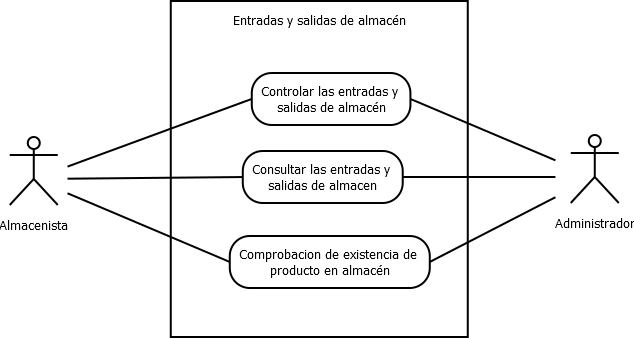 Entradas y salidas de almacén
Controlar las entradas y
salidas de almacén
Consultar las entradas y
salidas de almacen
Almacenista
Administrador
Comprobacion de existencia de
producto en almacén